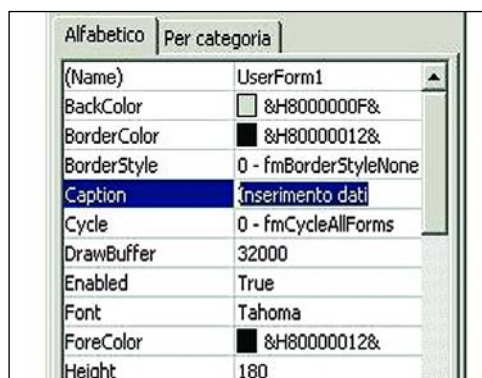 Alfabetico Per categoria
(Name) UserForm1
BackColor &H8000000F&
BorderColor &H80000012&
BorderStyle 0 - fmBorderStyleNone
Caption Inserimento dati
Cycle 0 - fmCycleAllForms
DrawBuffer 32000
Enabled True
Font Tahoma
ForeColor &H80000012&
Height 180